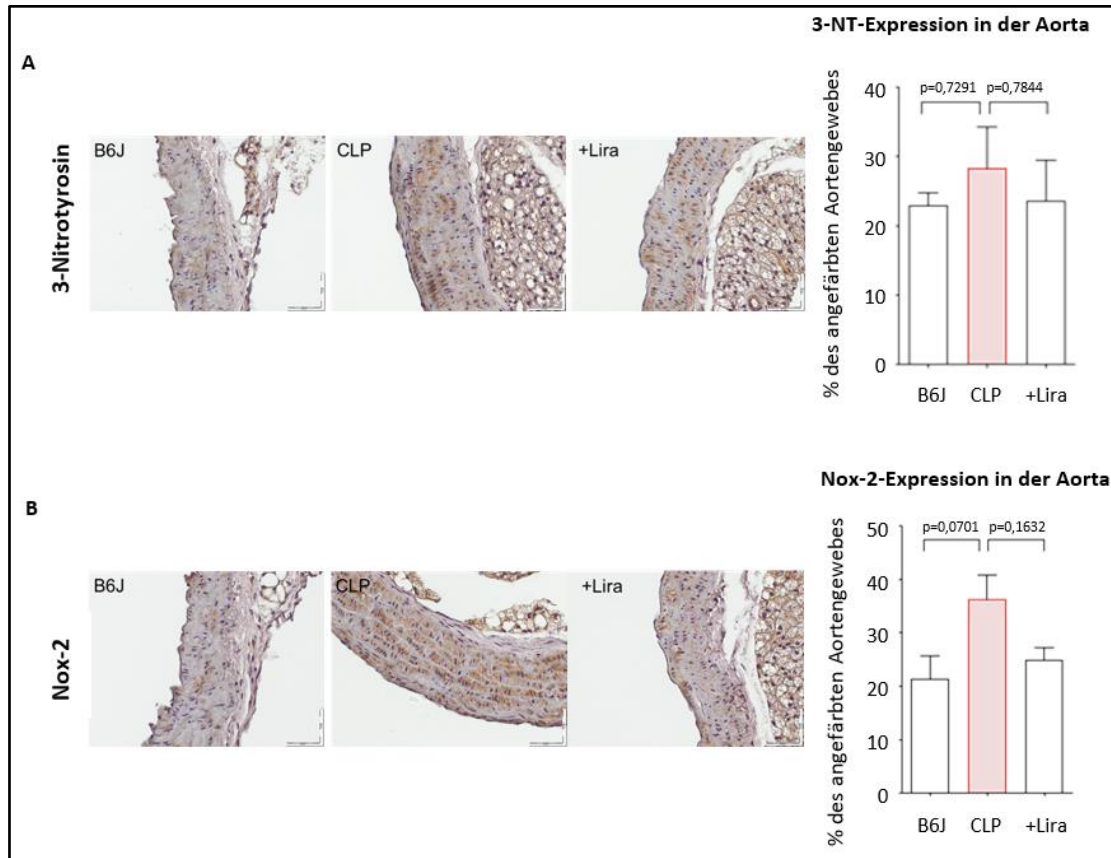 3-NT-Expression in der Aorta
A
3-Nitrotyrosin
B6J
CLP
+Lira
% des angefärbten Aortengewebes
40
30
20
10
0
p=0,7291
p=0,7844
B6J
CLP
+Lira
Nox-2-Expression in der Aorta
B
Nox-2
B6J
CLP
+Lira
% des angefärbten Aortengewebes
50
40
30
20
10
0
p=0,0701
p=0,1632
B6J
CLP
+Lira